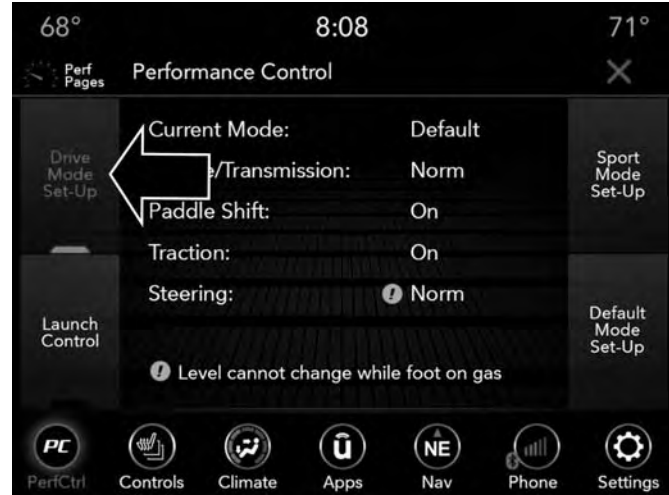 68° 8:08 71°
Perf Pages Performance Control X
Drive Mode Set-Up
Current Mode: Default
e/Transmission: Norm
Sport Mode Set-Up
Paddle Shift: On
Traction: On
Steering: ! Norm
Launch Control
Default Mode Set-Up
! Level cannot change while foot on gas
PC û NE
PerfCtrl Controls Climate Apps Nav Phone Settings